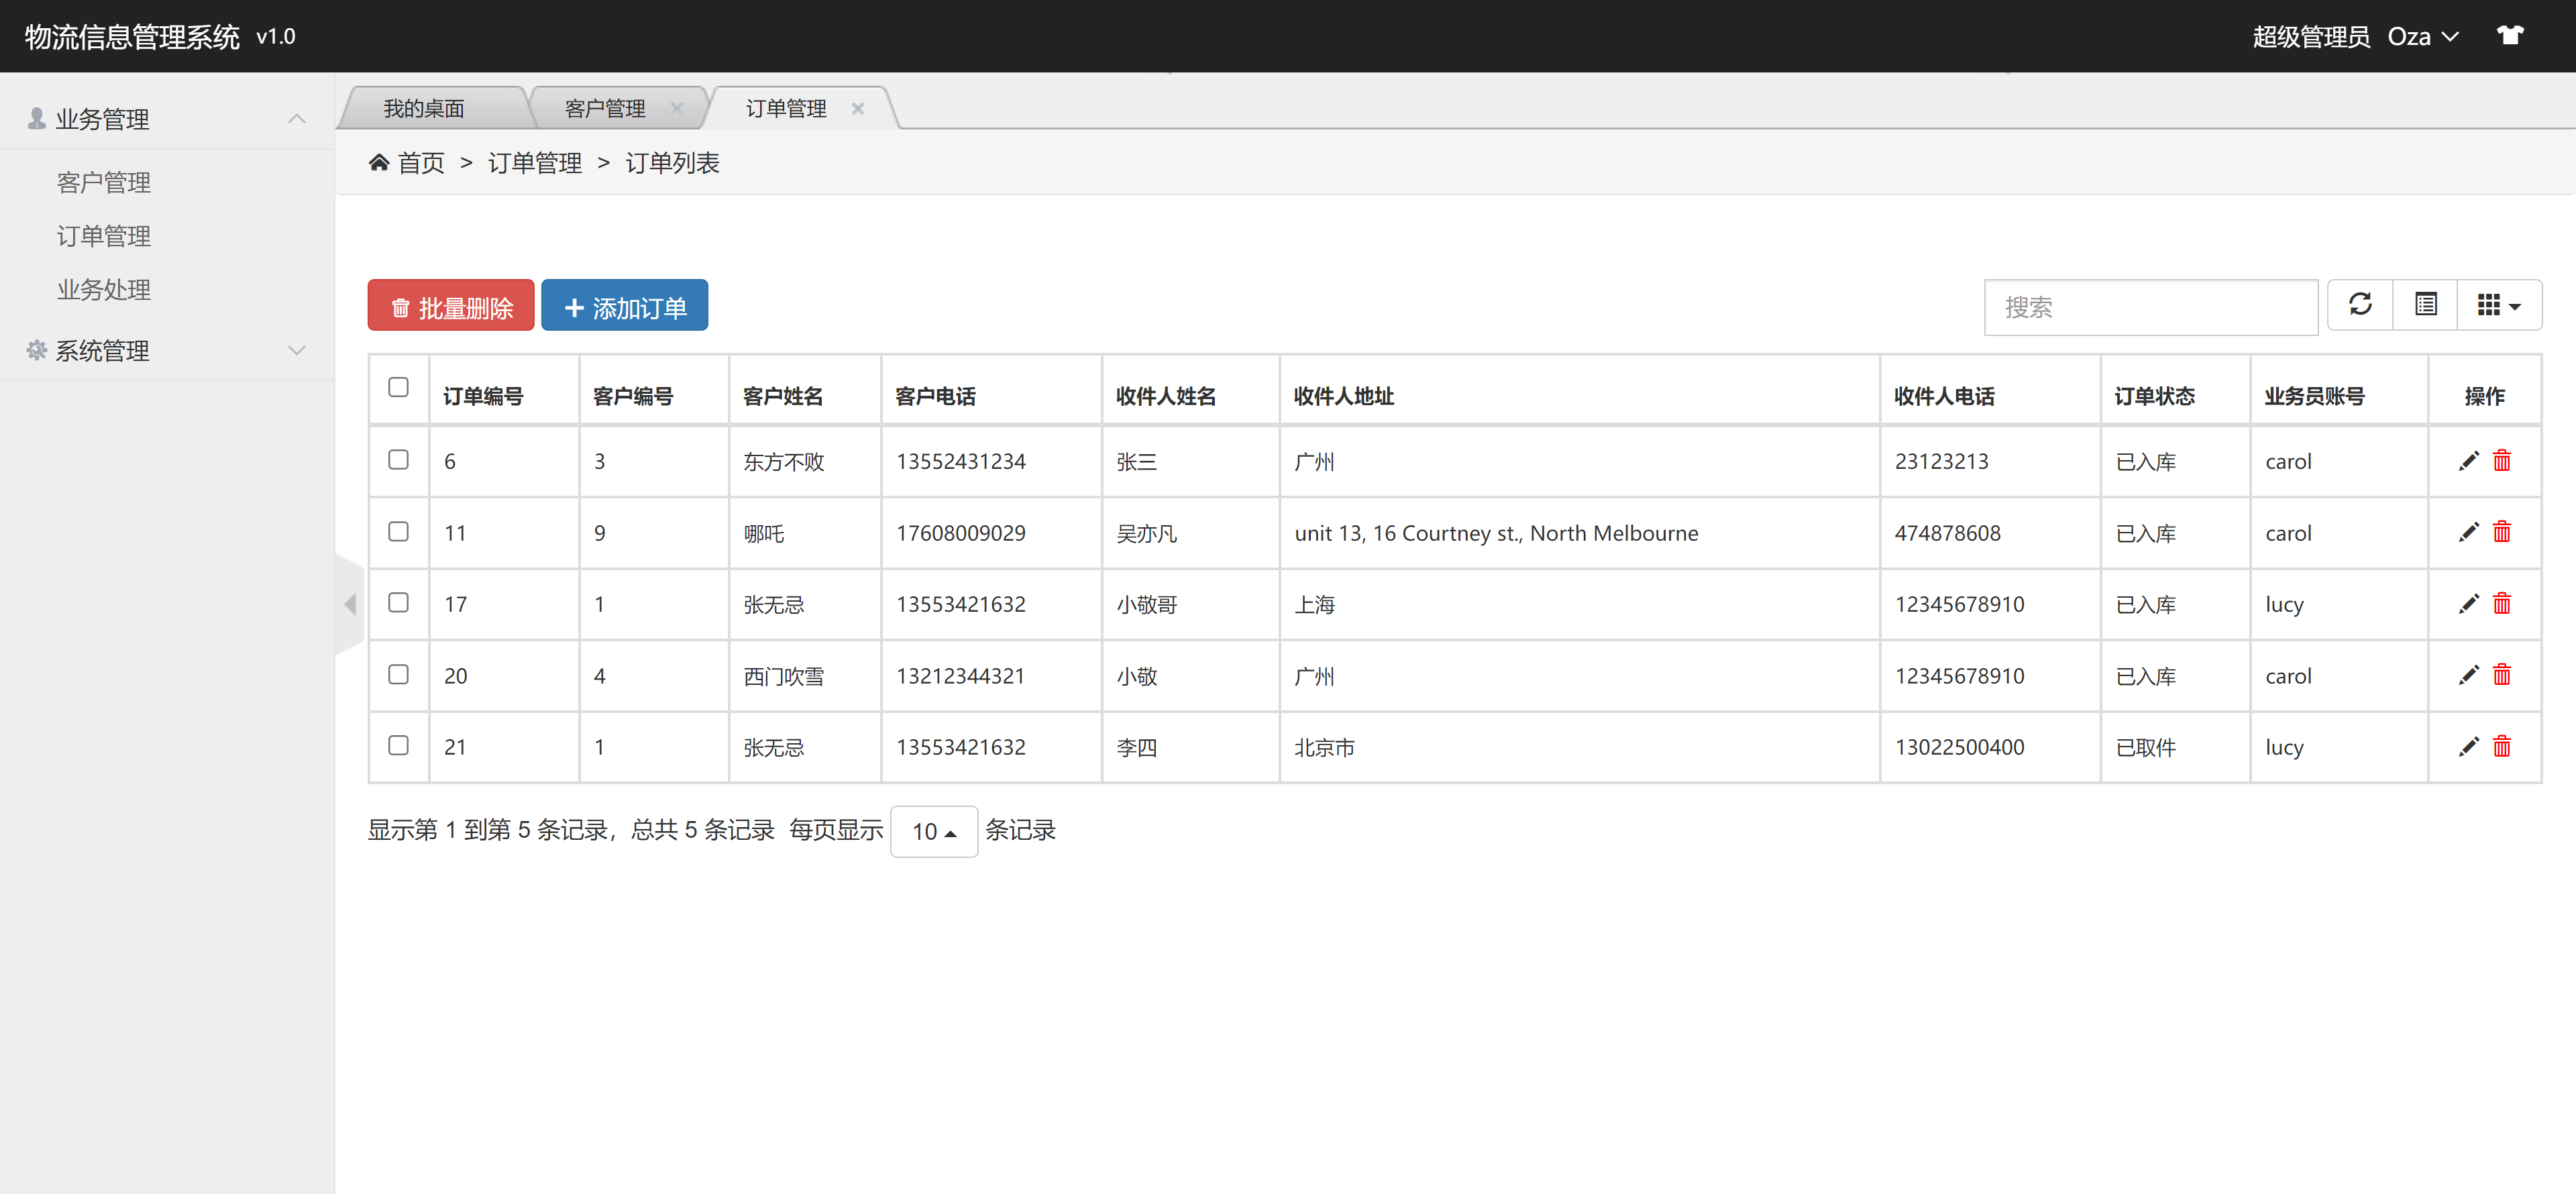 物流信息管理系统 v1.0
超级管理员 Oza
业务管理
客户管理
订单管理
业务处理
系统管理
我的桌面 客户管理 订单管理
首页 > 订单管理 > 订单列表
批量删除 添加订单 搜索
订单编号 客户编号 客户姓名 客户电话 收件人姓名 收件人地址 收件人电话 订单状态 业务员账号 操作
6 3 东方不败 13552431234 张三 广州 23123213 已入库 carol
11 9 哪吒 17608009029 吴亦凡 unit 13, 16 Courtney st., North Melbourne 474878608 已入库 carol
17 1 张无忌 13553421632 小敬哥 上海 12345678910 已入库 lucy
20 4 西门吹雪 13212344321 小敬 广州 12345678910 已入库 carol
21 1 张无忌 13553421632 李四 北京市 13022500400 已取件 lucy
显示第 1 到第 5 条记录，总共 5 条记录 每页显示 10 条记录